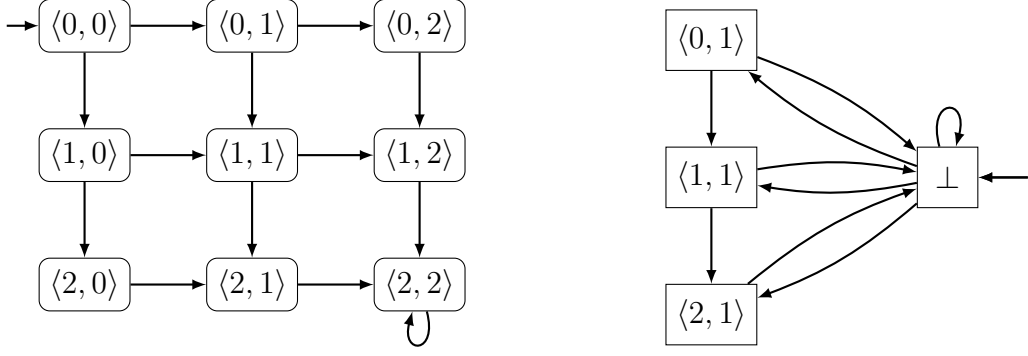 ⟨0, 0⟩ ⟨0, 1⟩ ⟨0, 2⟩
⟨1, 0⟩ ⟨1, 1⟩ ⟨1, 2⟩
⟨2, 0⟩ ⟨2, 1⟩ ⟨2, 2⟩
⟨0, 1⟩
⟨1, 1⟩
⊥
⟨2, 1⟩